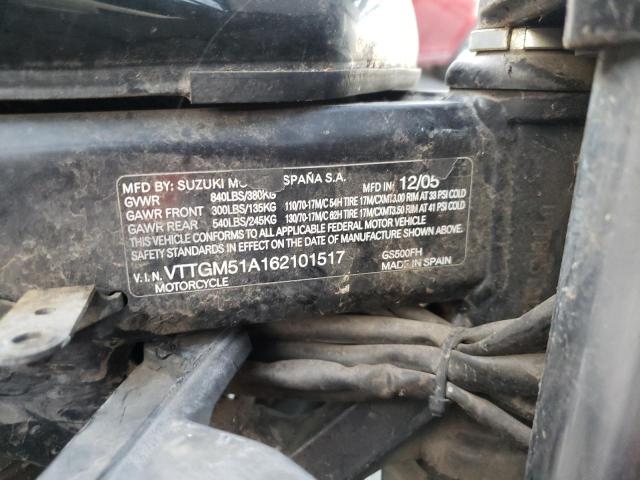 MFD BY: SUZUKI MO SPAÑA S.A. MFD IN 12/05
GVWR 840LBS/380KG
GAWR FRONT 300LBS/135KG 110/70-17M/C 54H TIRE 17M/CXMT3.00 RIM AT 33 PSI COLD
GAWR REAR 540LBS/245KG 130/70-17M/C 62H TIRE 17M/CXMT3.50 RIM AT 41 PSI COLD
THIS VEHICLE CONFORMS TO ALL APPLICABLE FEDERAL MOTOR VEHICLE
SAFETY STANDARDS IN EFFECT ON THE DATE OF MANUFACTURE SHOWN ABOVE.
V.I.N. VTTGM51A162101517 GS500FH
MOTORCYCLE MADE IN SPAIN